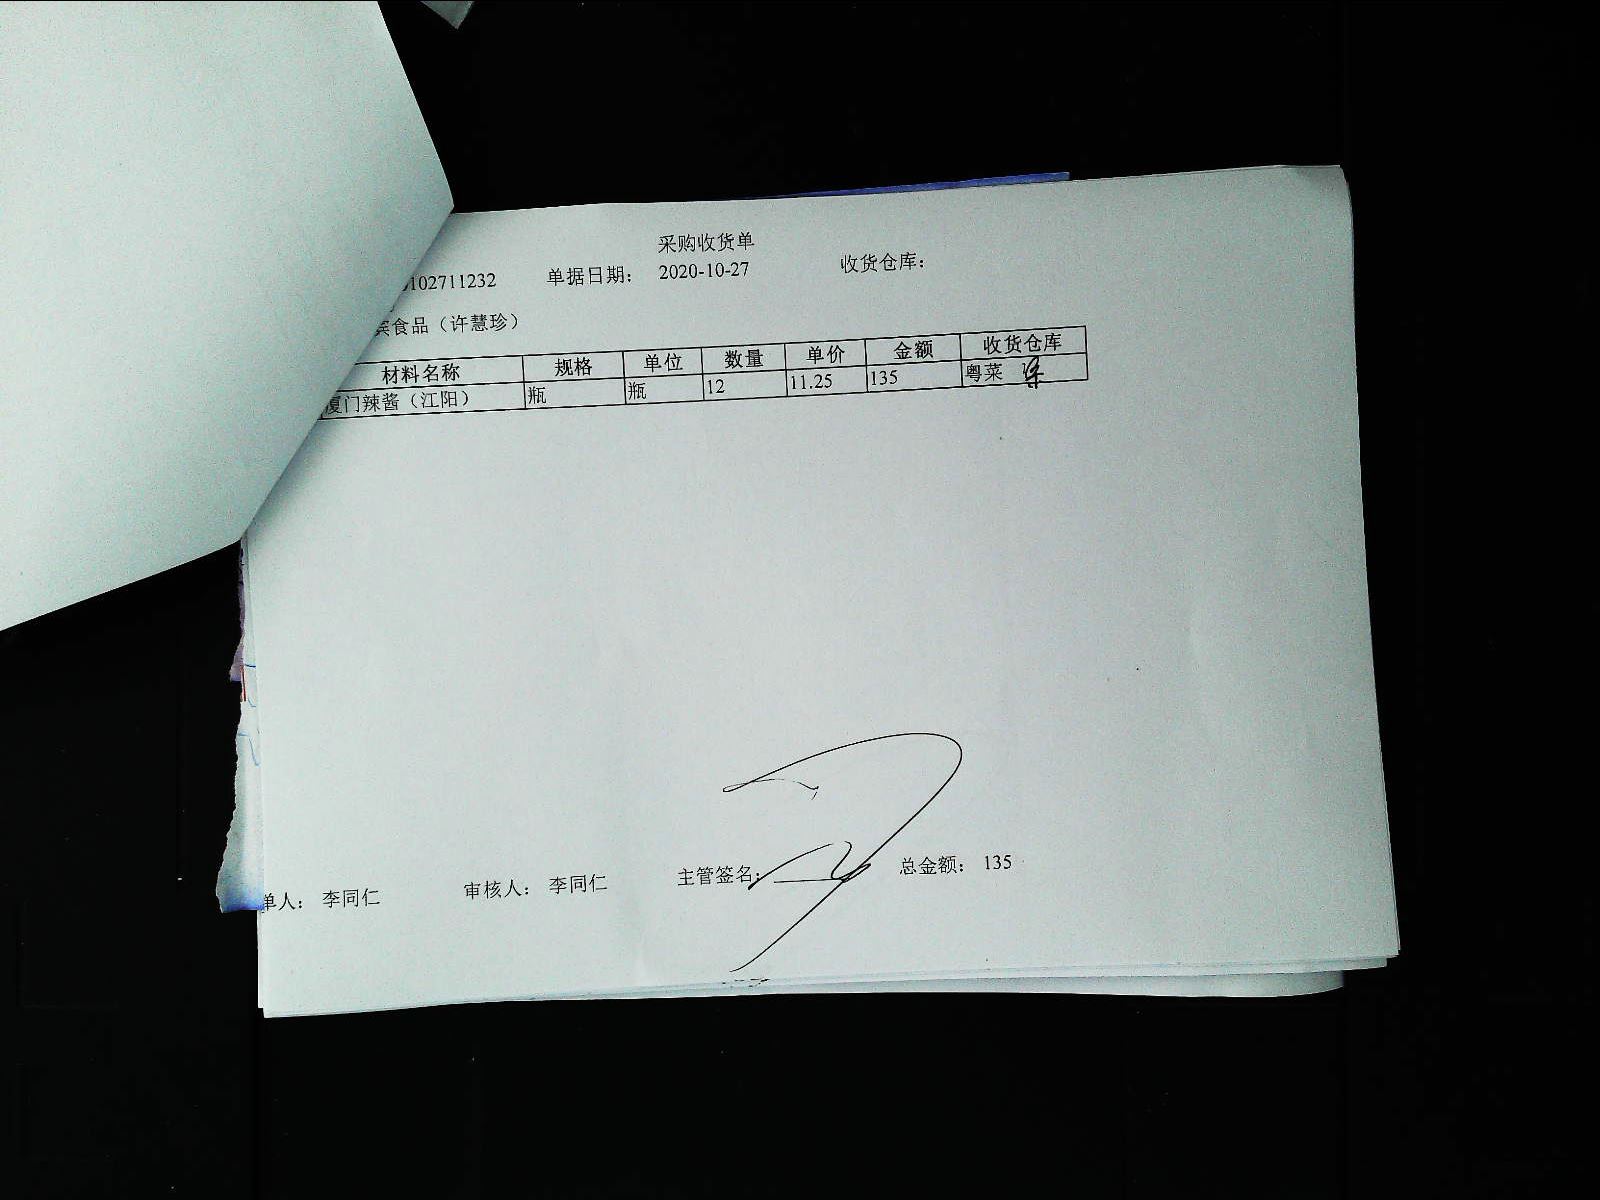 采购收货单
0102711232 单据日期： 2020-10-27 收货仓库：
宾食品（许慧珍）
材料名称 规格 单位 数量 单价 金额 收货仓库
厦门辣酱（江阳） 瓶 瓶 12 11.25 135 粤菜
单人： 李同仁 审核人： 李同仁 主管签名： 总金额： 135